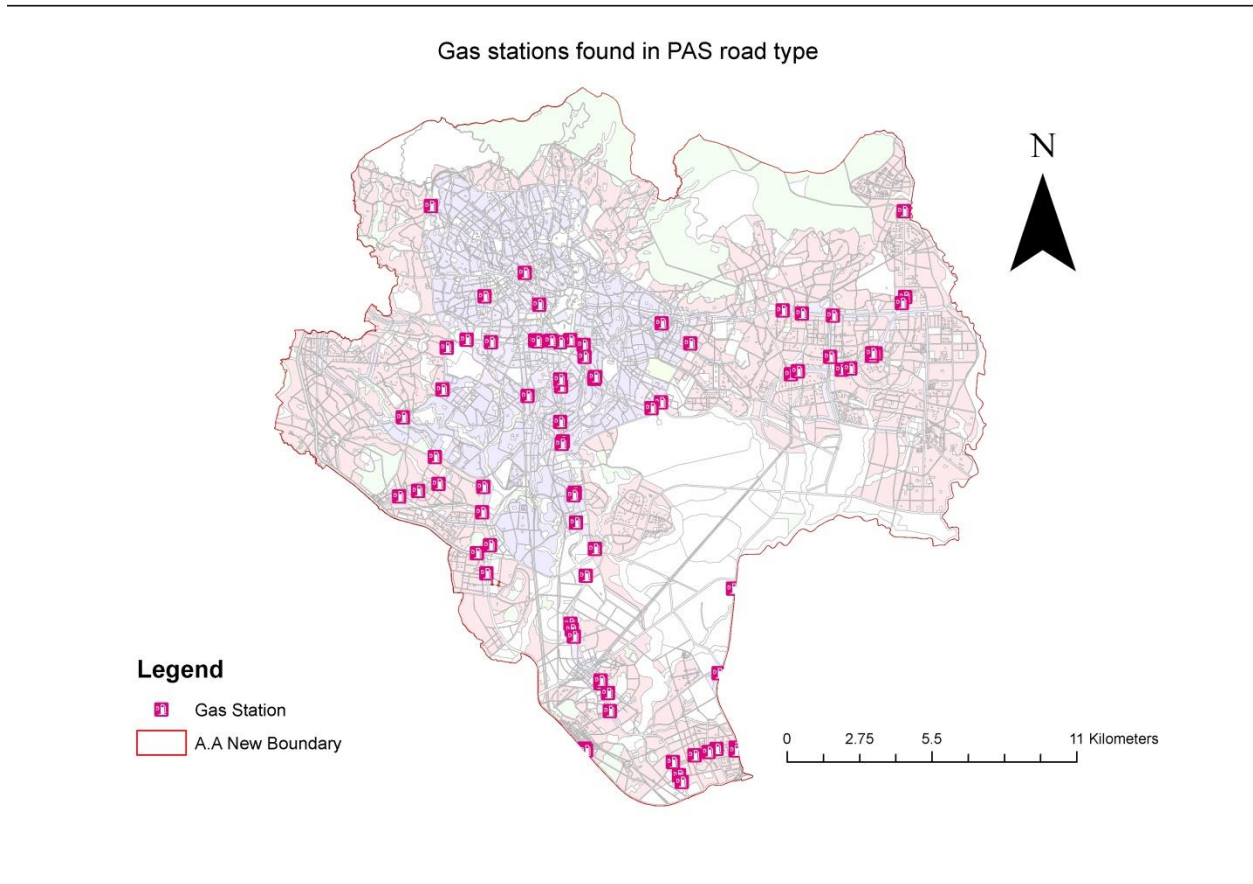 Gas stations found in PAS road type
N
Legend
Gas Station
A.A New Boundary
0 2.75 5.5 11 Kilometers